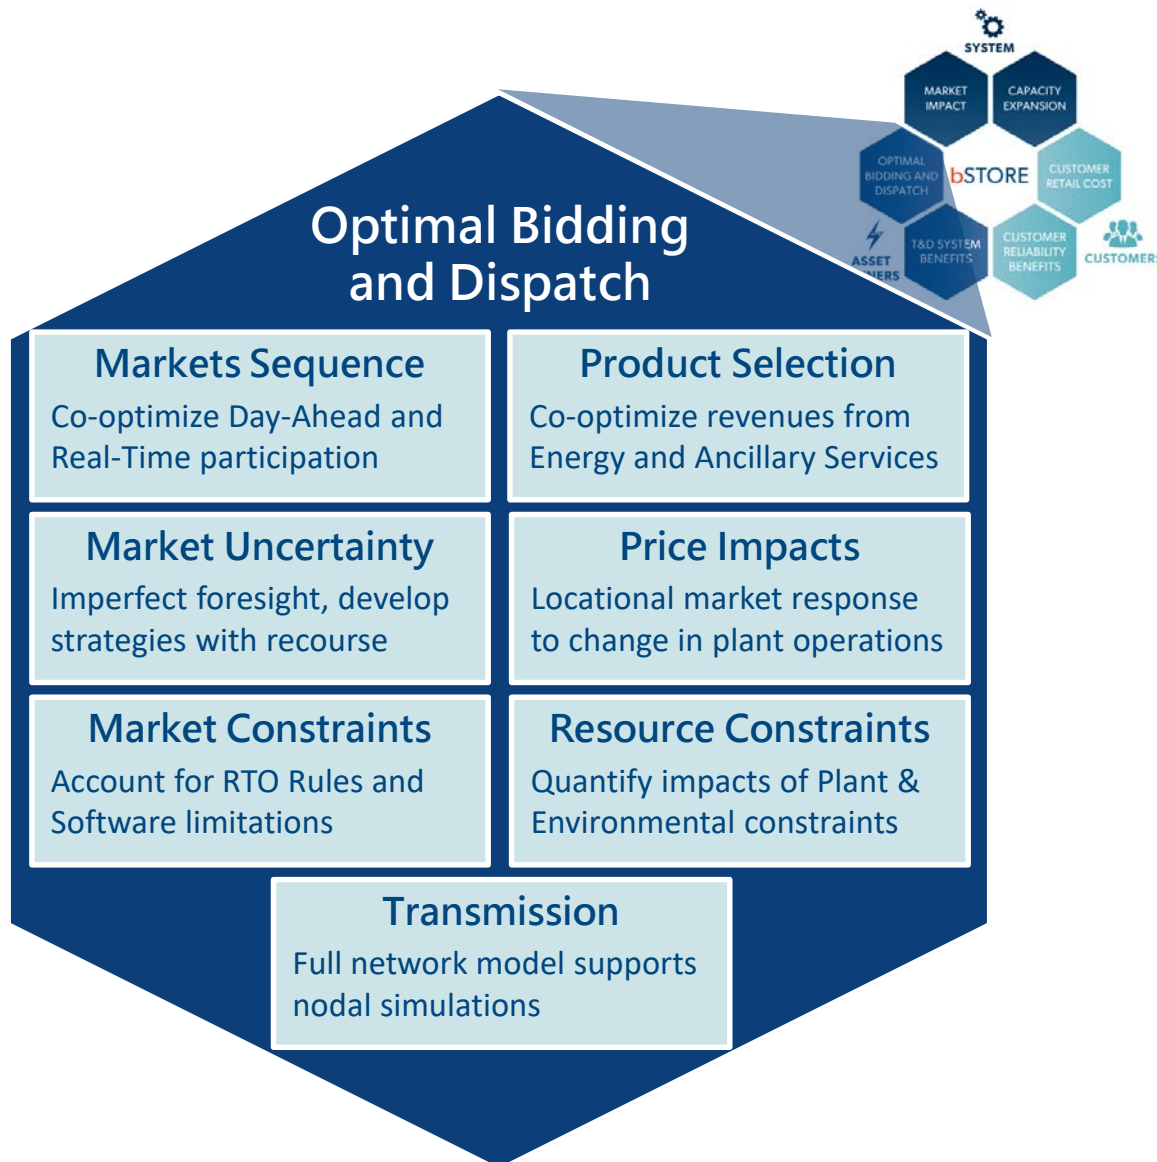 SYSTEM
MARKET
IMPACT
CAPACITY
EXPANSION
OPTIMAL
BIDDING AND
DISPATCH
bSTORE
CUSTOMER
RETAIL COST
T&D SYSTEM
BENEFITS
CUSTOMER
RELIABILITY
BENEFITS
ASSET
NERS
CUSTOMERS
Optimal Bidding
and Dispatch
Markets Sequence
Co-optimize Day-Ahead and
Real-Time participation
Product Selection
Co-optimize revenues from
Energy and Ancillary Services
Market Uncertainty
Imperfect foresight, develop
strategies with recourse
Price Impacts
Locational market response
to change in plant operations
Market Constraints
Account for RTO Rules and
Software limitations
Resource Constraints
Quantify impacts of Plant &
Environmental constraints
Transmission
Full network model supports
nodal simulations